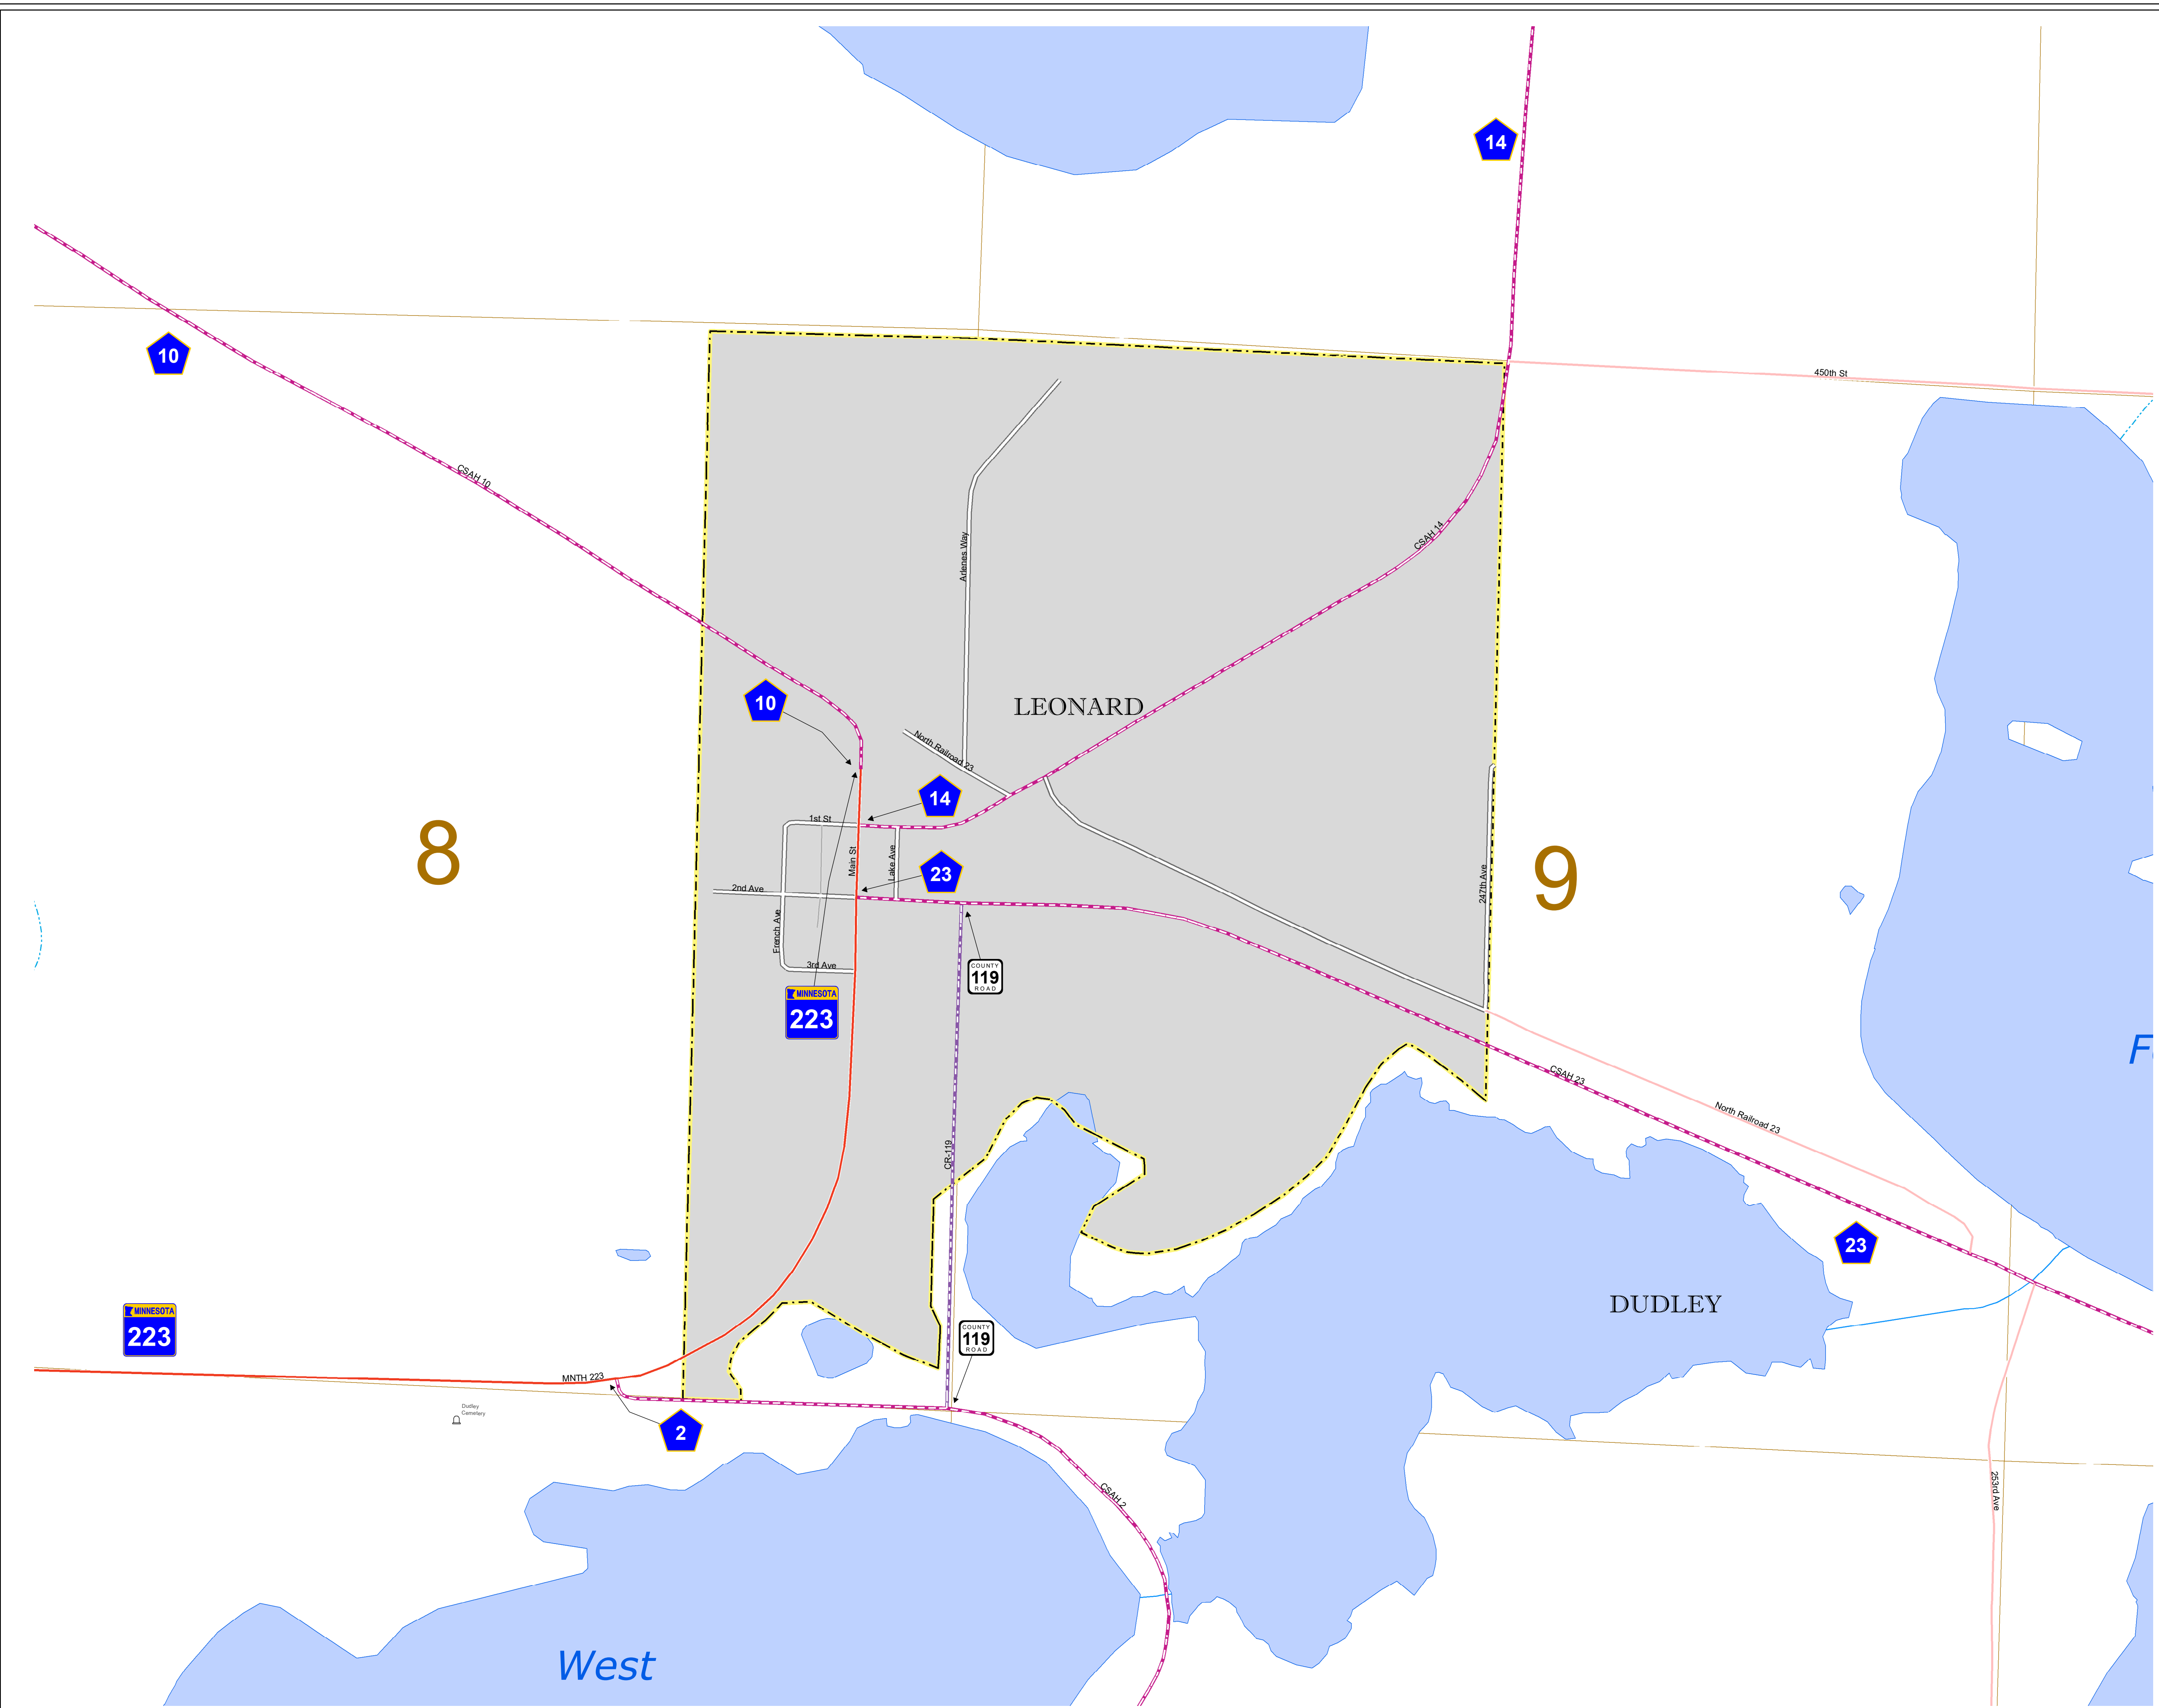 14
10
450th St
CSAH 10
CSAH 14
Arlenes Way
10
LEONARD
North Railroad 23
14
1st St
8
Main St
Lake Ave
23
9
2nd Ave
247th Ave
French Ave
3rd Ave
COUNTY
119
ROAD
MINNESOTA
223
F
CSAH 23
North Railroad 23
CR-119
23
MINNESOTA
223
DUDLEY
COUNTY
119
ROAD
MNTH 223
Dudley
Cemetery
2
CSAH 2
253rd Ave
West